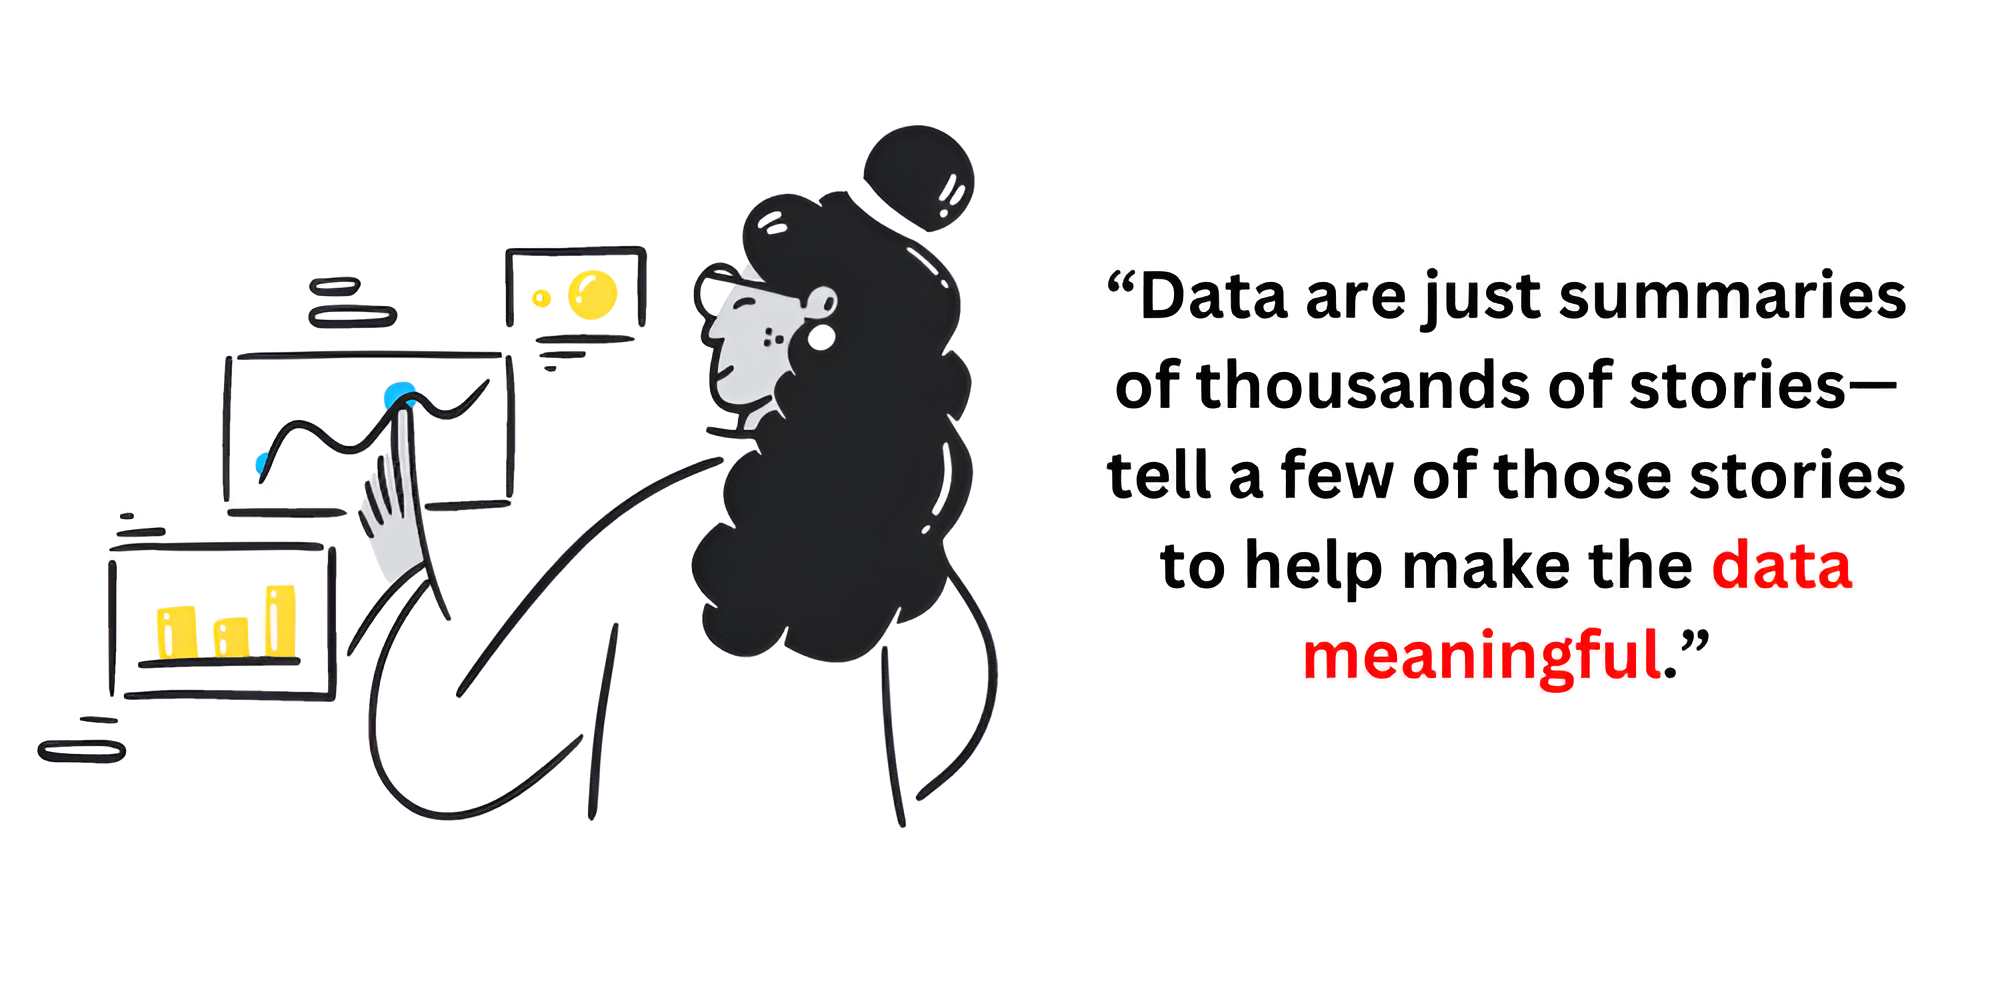 “Data are just summaries
of thousands of stories—
tell a few of those stories
to help make the data
meaningful.”